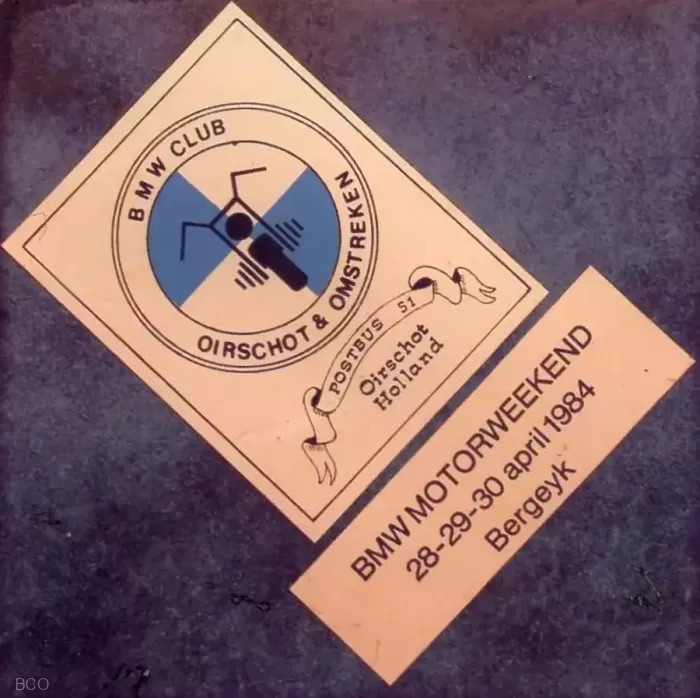 BMW CLUB
OIRSCHOT & OMSTREKEN
POSTBUS 51
Oirschot
Holland
BMW MOTORWEEKEND
28-29-30 april 1984
Bergeyk
BCO